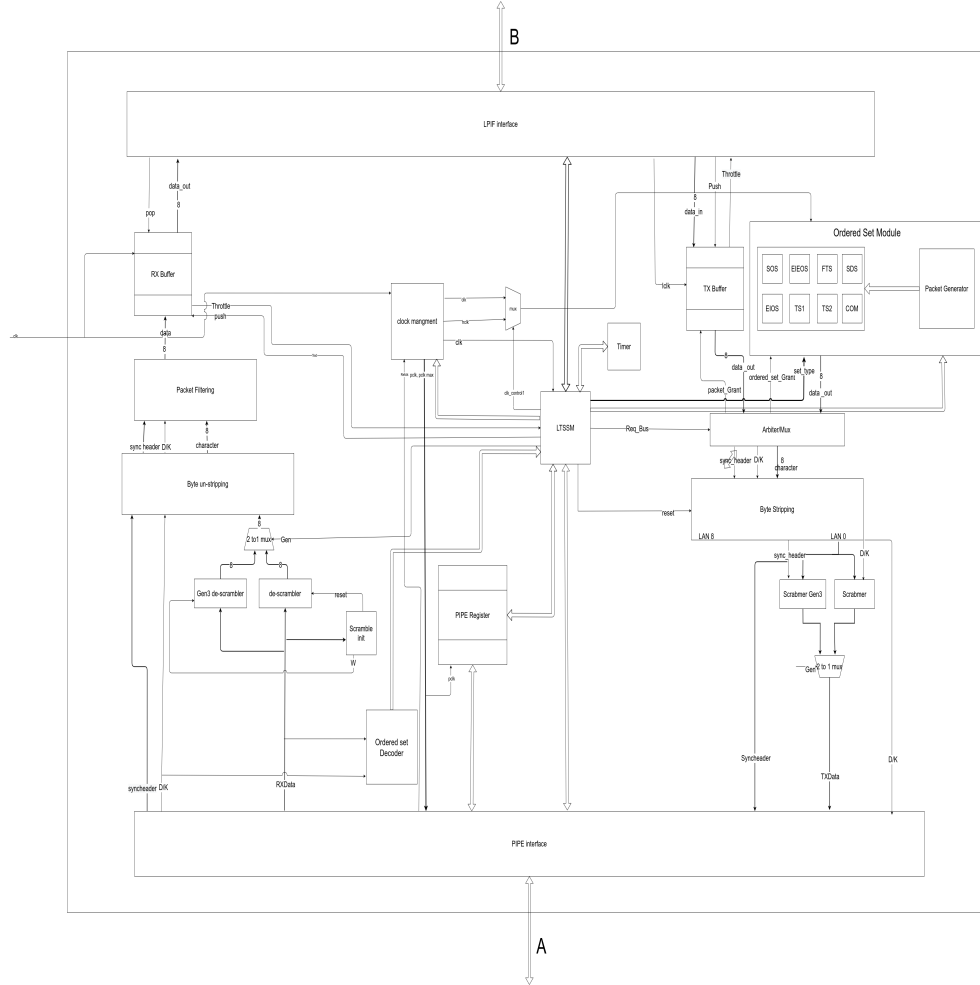 B
LPIF interface
data_out
8
pop
Throttle
Push
8
data_in
RX Buffer
Ordered Set Module
SOS
EIEOS
FTS
SDS
EIOS
TS1
TS2
COM
Packet Generator
TX Buffer
clock mangment
clk
mux
clk
Timer
Throttle
push
data
8
8
data_out
ordered_set_Grant
set_type
8
data_out
packet_Grant
Packet Filtering
pclk, pclk max
clk_control1
LTSSM
Req_Bus
Arbiter/Mux
sync header
D/K
8
character
sync_header
D/K
8
character
Byte un-stripping
Byte Stripping
reset
8
2 to1 mux
Gen
LAN 8
LAN 0
sync_header
D/K
8
8
Gen3 de-scrambler
de-scrambler
reset
Scramble
init
W
PIPE Register
Scrabmer Gen3
Scrabmer
Gen
2 to 1 mux
pclk
Ordered set
Decoder
syncheader
D/K
RXData
Syncheader
TXData
D/K
PIPE interface
A